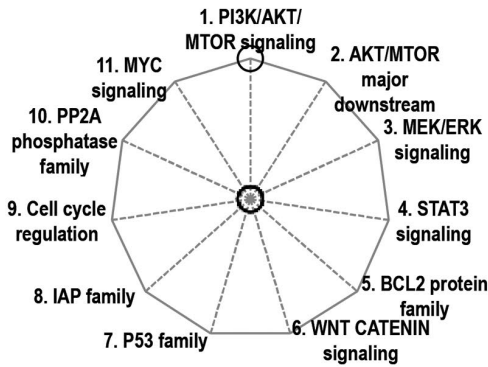 1. PI3K/AKT/
MTOR signaling
2. AKT/MTOR
major
downstream
3. MEK/ERK
signaling
4. STAT3
signaling
5. BCL2 protein
family
6. WNT CATENIN
signaling
7. P53 family
8. IAP family
9. Cell cycle
regulation
10. PP2A
phosphatase
family
11. MYC
signaling